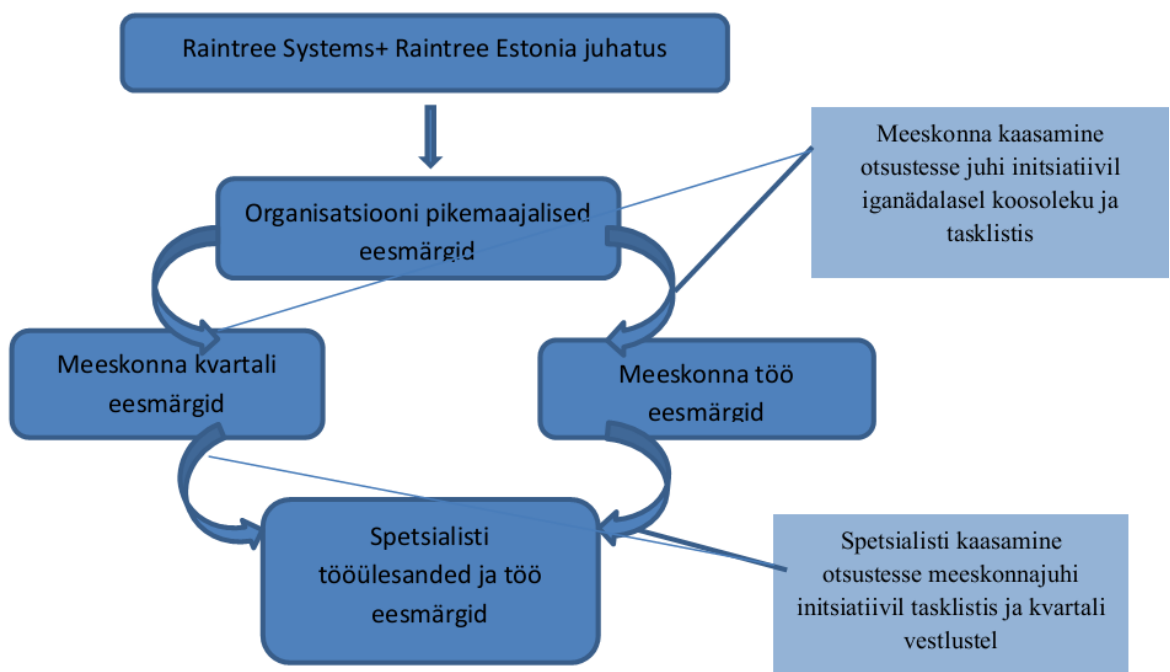 Raintree Systems+ Raintree Estonia juhatus
Meeskonna kaasamine
otsustesse juhi initsiatiivil
iganädalasel koosoleku ja
tasklistis
Organisatsiooni pikemaajalised
eesmärgid
Meeskonna kvartali
eesmärgid
Meeskonna töö
eesmärgid
Spetsialisti
tööülesanded ja töö
eesmärgid
Spetsialisti kaasamine
otsustesse meeskonnajuhi
initsiatiivil tasklistis ja kvartali
vestlustel